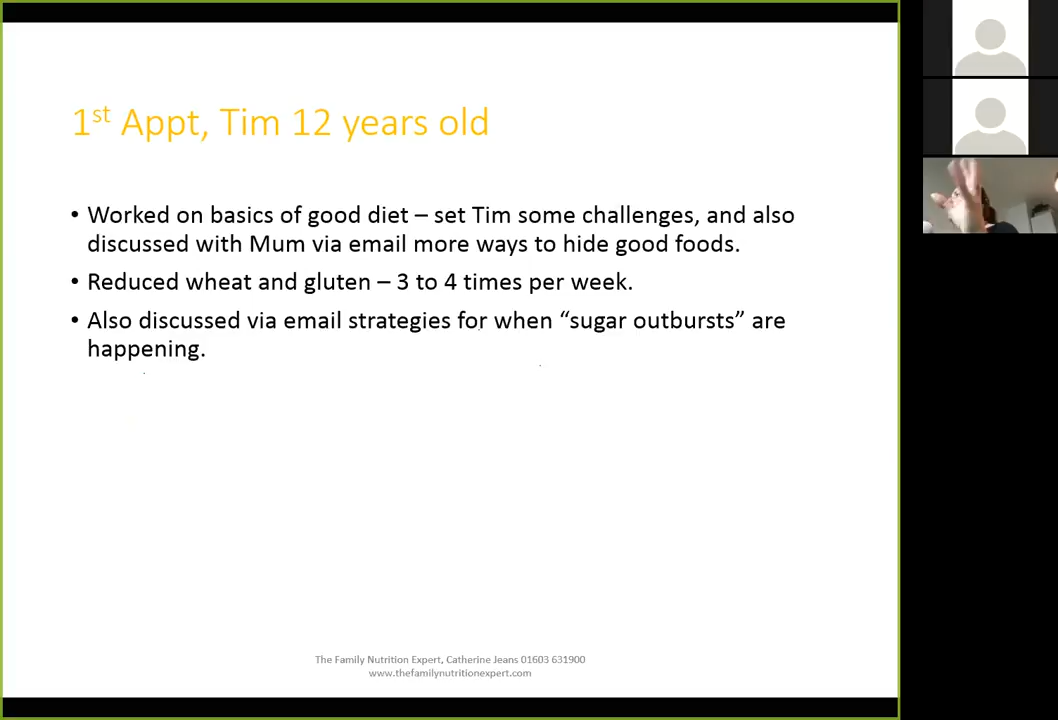 1st Appt, Tim 12 years old
• Worked on basics of good diet – set Tim some challenges, and also
discussed with Mum via email more ways to hide good foods.
• Reduced wheat and gluten – 3 to 4 times per week.
• Also discussed via email strategies for when “sugar outbursts” are
happening.
The Family Nutrition Expert, Catherine Jeans 01603 631900
www.thefamilynutritionexpert.com